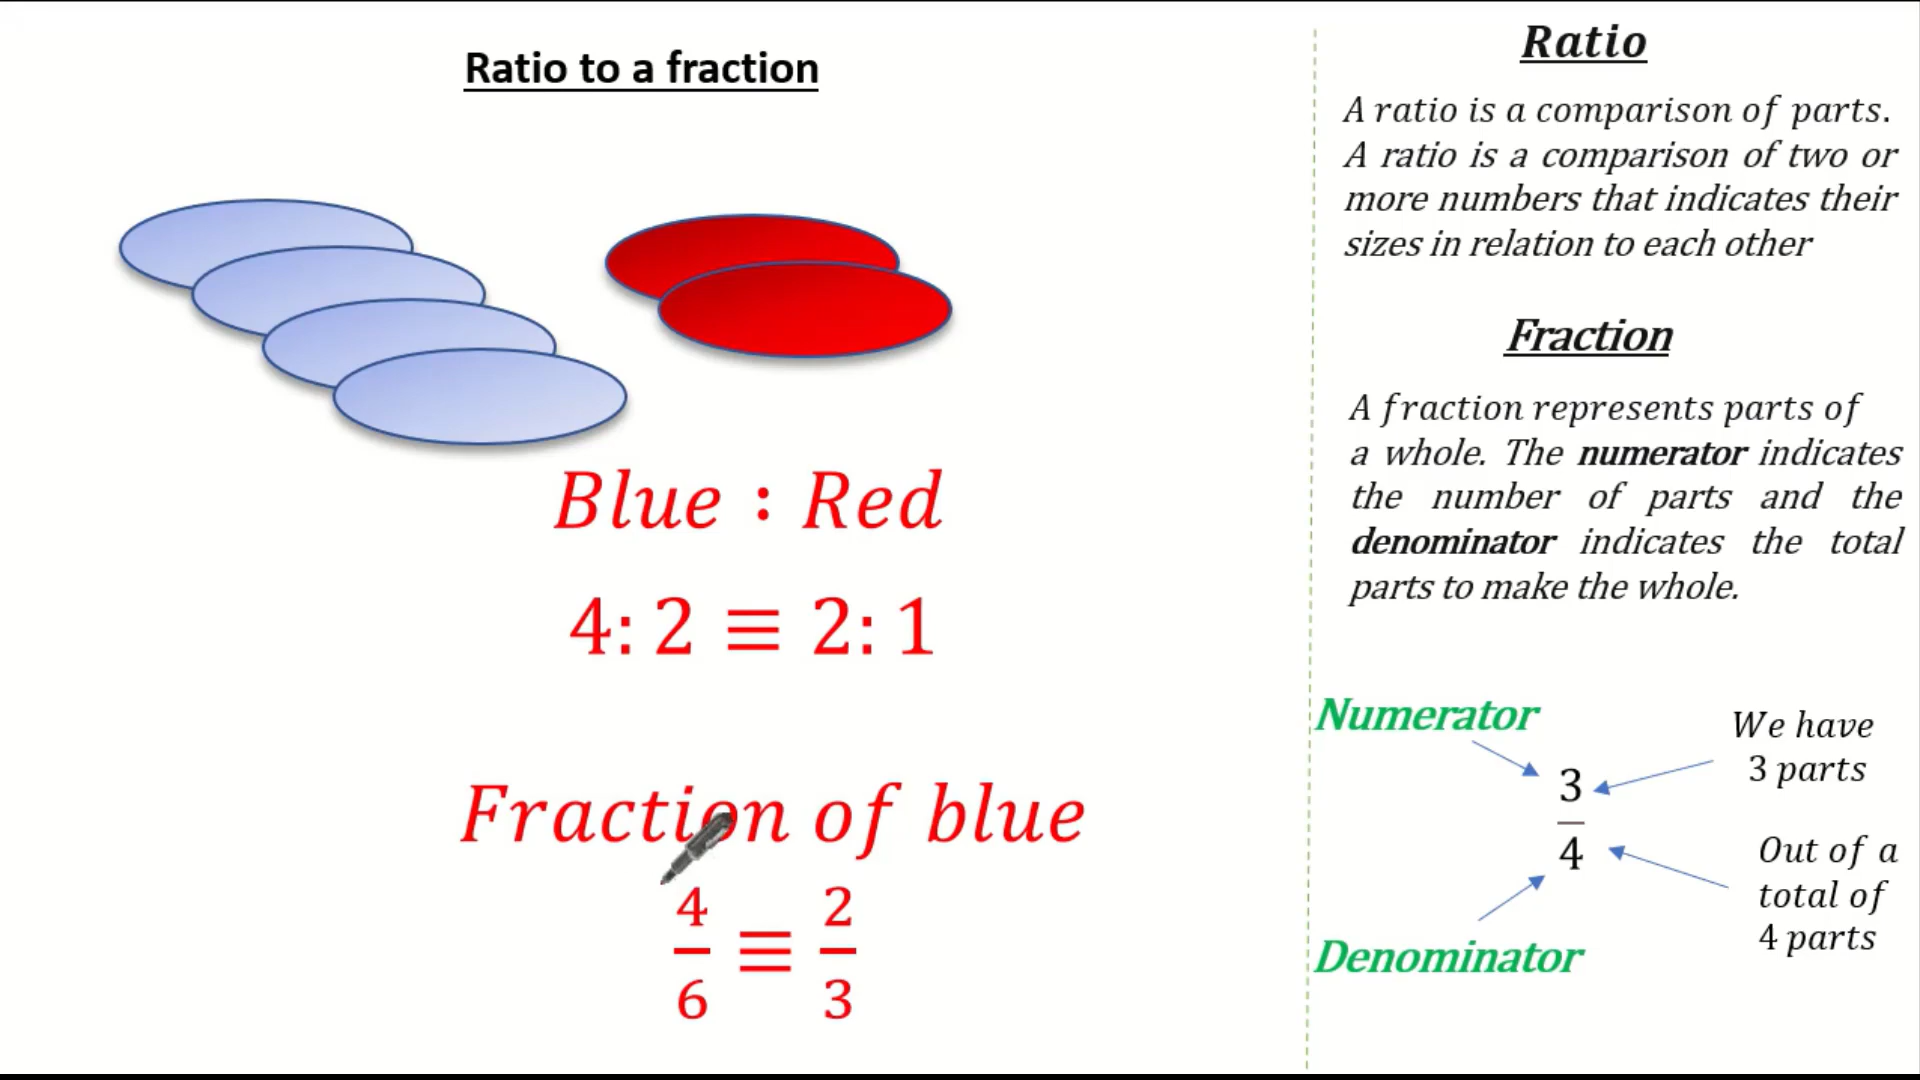 Ratio to a fraction
Blue : Red
4: 2 ≡ 2: 1
Fraction of blue
4/6 ≡ 2/3
Ratio
A ratio is a comparison of parts.
A ratio is a comparison of two or
more numbers that indicates their
sizes in relation to each other
Fraction
A fraction represents parts of
a whole. The numerator indicates
the number of parts and the
denominator indicates the total
parts to make the whole.
Numerator
3/4
We have
3 parts
Out of a
total of
4 parts
Denominator